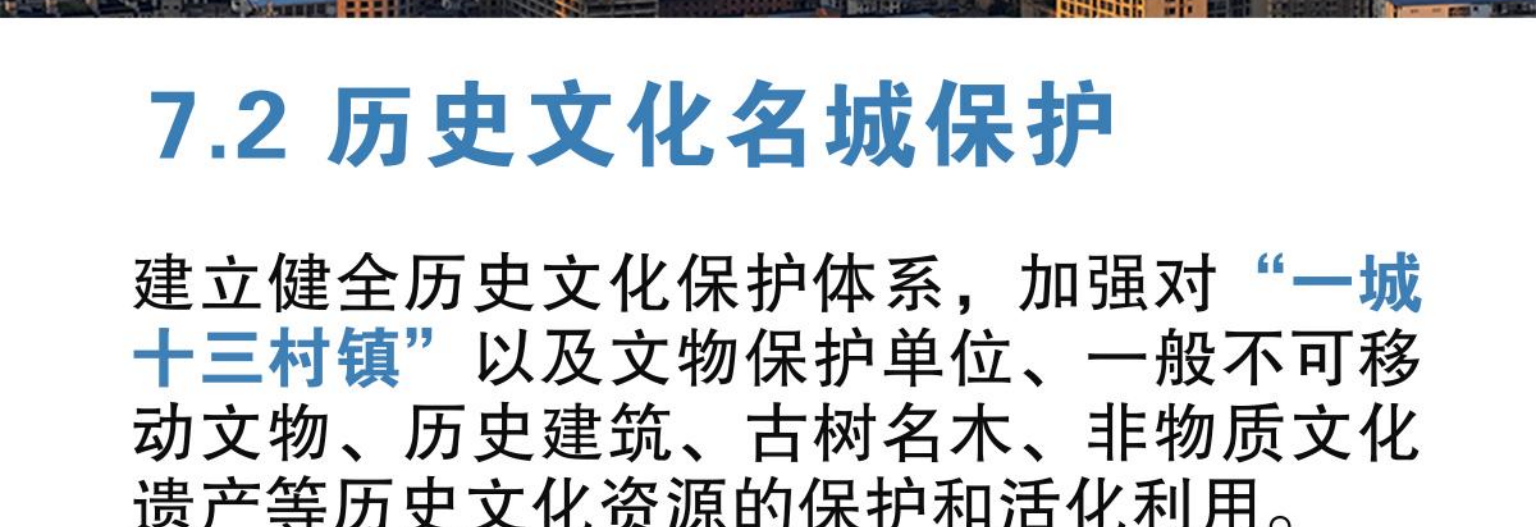 7.2 历史文化名城保护
建立健全历史文化保护体系，加强对“一城
十三村镇”以及文物保护单位、一般不可移
动文物、历史建筑、古树名木、非物质文化
遗产等历史文化资源的保护和活化利用。